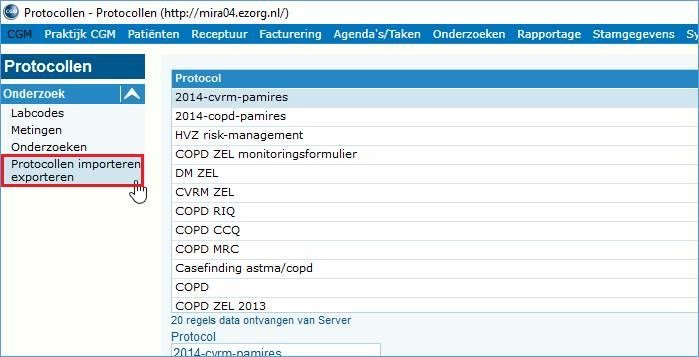 CGM Protocollen - Protocollen (http://mira04.ezorg.nl/)
CGM Praktijk CGM Patiënten Receptuur Facturering Agenda's/Taken Onderzoeken Rapportage Stamgegevens Sy
Protocollen
Onderzoek
Labcodes
Metingen
Onderzoeken
Protocollen importeren
exporteren
Protocol
2014-cvrm-pamires
2014-copd-pamires
HVZ risk-management
COPD ZEL monitoringsformulier
DM ZEL
CVRM ZEL
COPD RIQ
COPD CCQ
COPD MRC
Casefinding astma/copd
COPD
COPD ZEL 2013
20 regels data ontvangen van Server
Protocol
2014-cvrm-pamires